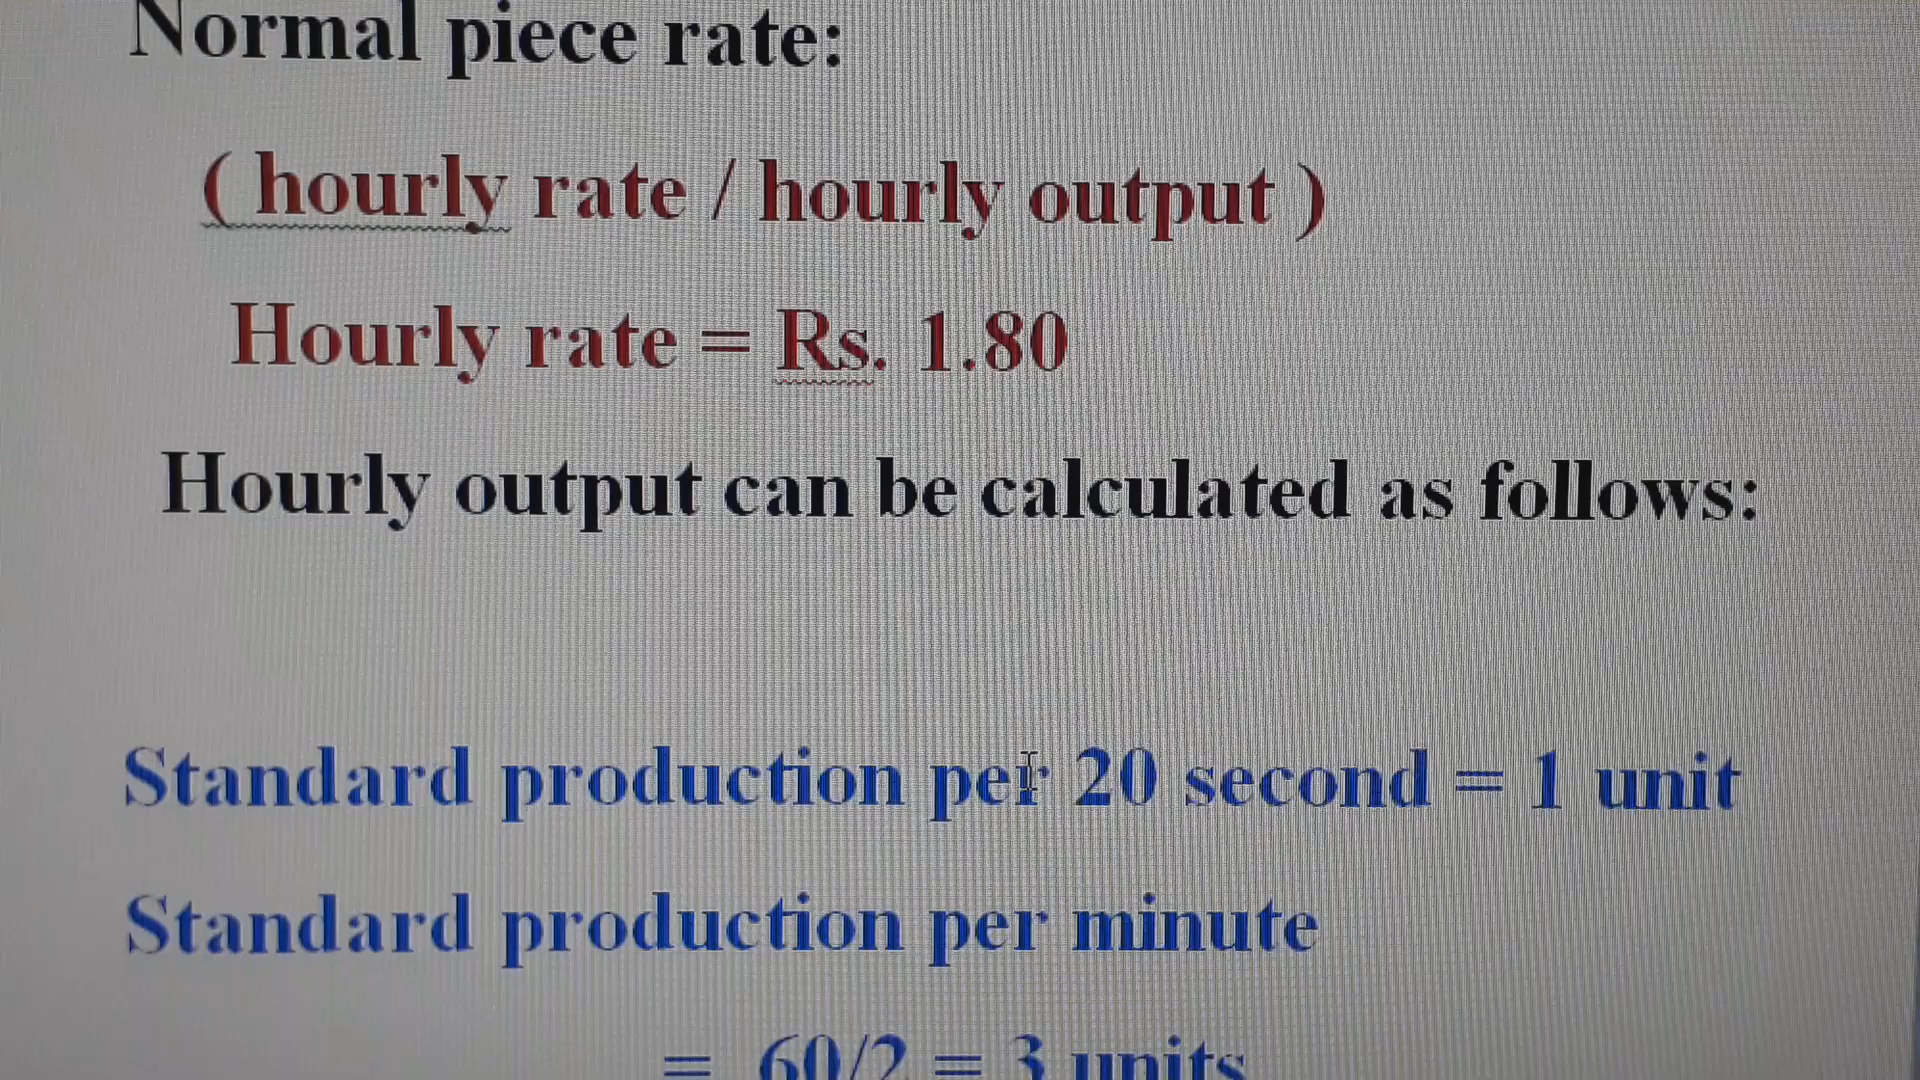 Normal piece rate:
( hourly rate / hourly output )
Hourly rate = Rs. 1.80
Hourly output can be calculated as follows:
Standard production per 20 second = 1 unit
Standard production per minute
= 60/2 = 3 units